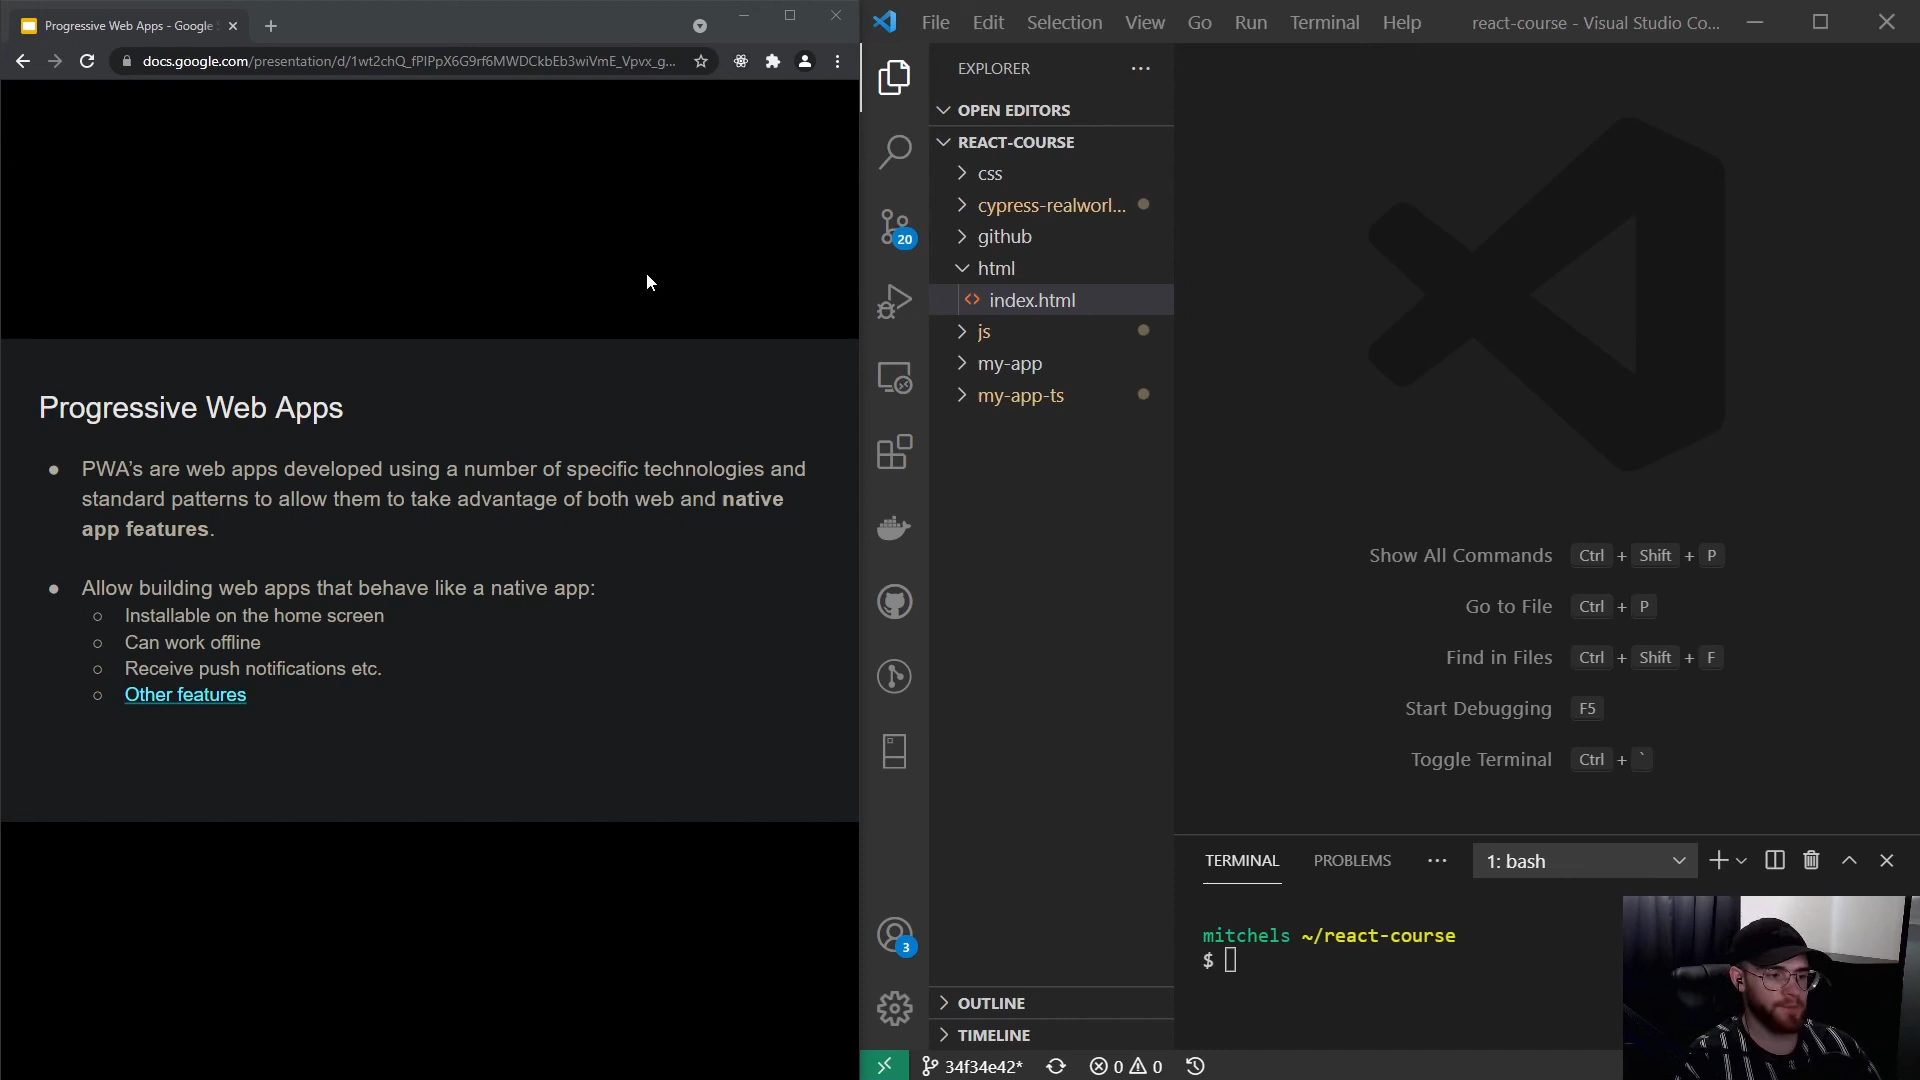 Progressive Web Apps - Google
docs.google.com/presentation/d/1wt2chQ_fPIPpX6G9rf6MWDCkbEb3wiVmE_Vpvx_g...
Progressive Web Apps
● PWA's are web apps developed using a number of specific technologies and
standard patterns to allow them to take advantage of both web and native
app features.
● Allow building web apps that behave like a native app:
○ Installable on the home screen
○ Can work offline
○ Receive push notifications etc.
○ Other features
File Edit Selection View Go Run Terminal Help react-course - Visual Studio Co...
EXPLORER
OPEN EDITORS
REACT-COURSE
css
cypress-realworl...
github
html
index.html
js
my-app
my-app-ts
20
3
OUTLINE
TIMELINE
Show All Commands Ctrl + Shift + P
Go to File Ctrl + P
Find in Files Ctrl + Shift + F
Start Debugging F5
Toggle Terminal Ctrl + `
TERMINAL PROBLEMS ... 1: bash
mitchels ~/react-course
$
34f34e42* 0 0